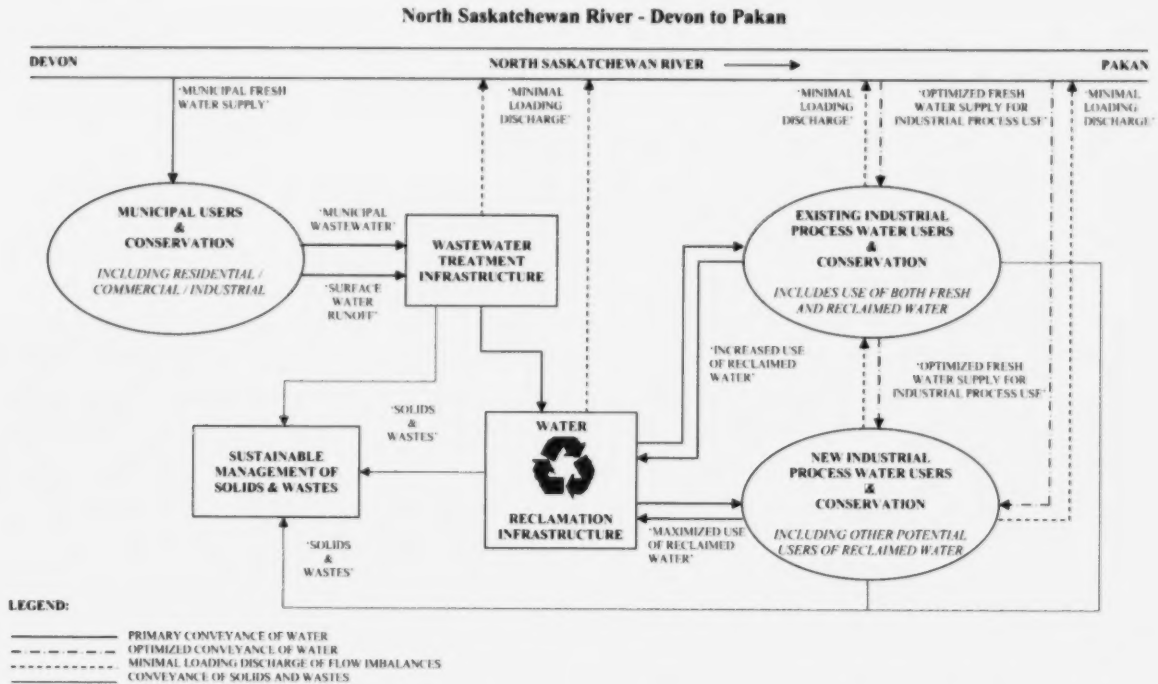 North Saskatchewan River - Devon to Pakan
DEVON
NORTH SASKATCHEWAN RIVER
PAKAN
'MUNICIPAL FRESH
WATER SUPPLY'
'MINIMAL
LOADING
DISCHARGE'
'MINIMAL
LOADING
DISCHARGE'
'OPTIMIZED FRESH
WATER SUPPLY FOR
INDUSTRIAL PROCESS USE'
'MINIMAL
LOADING
DISCHARGE'
MUNICIPAL USERS
&
CONSERVATION
INCLUDING RESIDENTIAL /
COMMERCIAL / INDUSTRIAL
'MUNICIPAL
WASTEWATER'
'SURFACE
WATER
RUNOFF'
WASTEWATER
TREATMENT
INFRASTRUCTURE
EXISTING INDUSTRIAL
PROCESS WATER USERS
&
CONSERVATION
INCLUDES USE OF BOTH FRESH
AND RECLAIMED WATER
'INCREASED USE
OF RECLAIMED
WATER'
'OPTIMIZED FRESH
WATER SUPPLY FOR
INDUSTRIAL PROCESS USE'
'SOLIDS
&
WASTES'
SUSTAINABLE
MANAGEMENT OF
SOLIDS & WASTES
WATER
RECLAMATION
INFRASTRUCTURE
NEW INDUSTRIAL
PROCESS WATER USERS
&
CONSERVATION
INCLUDING OTHER POTENTIAL
USERS OF RECLAIMED WATER
'MAXIMIZED USE
OF RECLAIMED
WATER'
'SOLIDS
&
WASTES'
LEGEND:
PRIMARY CONVEYANCE OF WATER
OPTIMIZED CONVEYANCE OF WATER
MINIMAL LOADING DISCHARGE OF FLOW IMBALANCES
CONVEYANCE OF SOLIDS AND WASTES